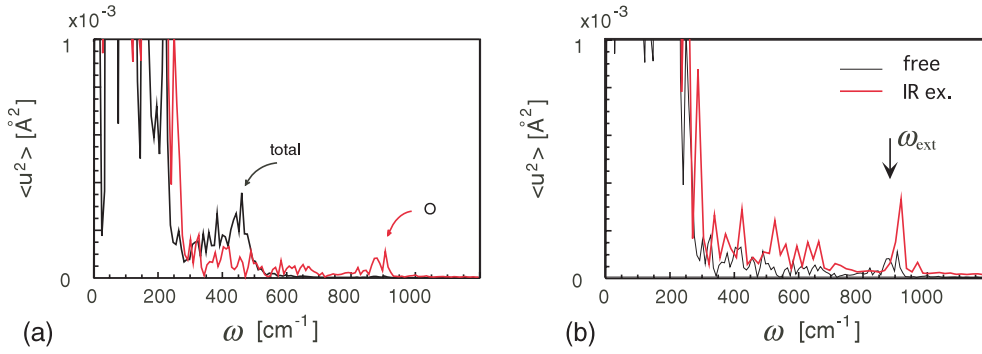 x10⁻³
1
<u²> [Å²]
0
total
O
0 200 400 600 800 1000
ω [cm⁻¹]
(a)
x10⁻³
1
<u²> [Å²]
0
free
IR ex.
ω_ext
0 200 400 600 800 1000
ω [cm⁻¹]
(b)